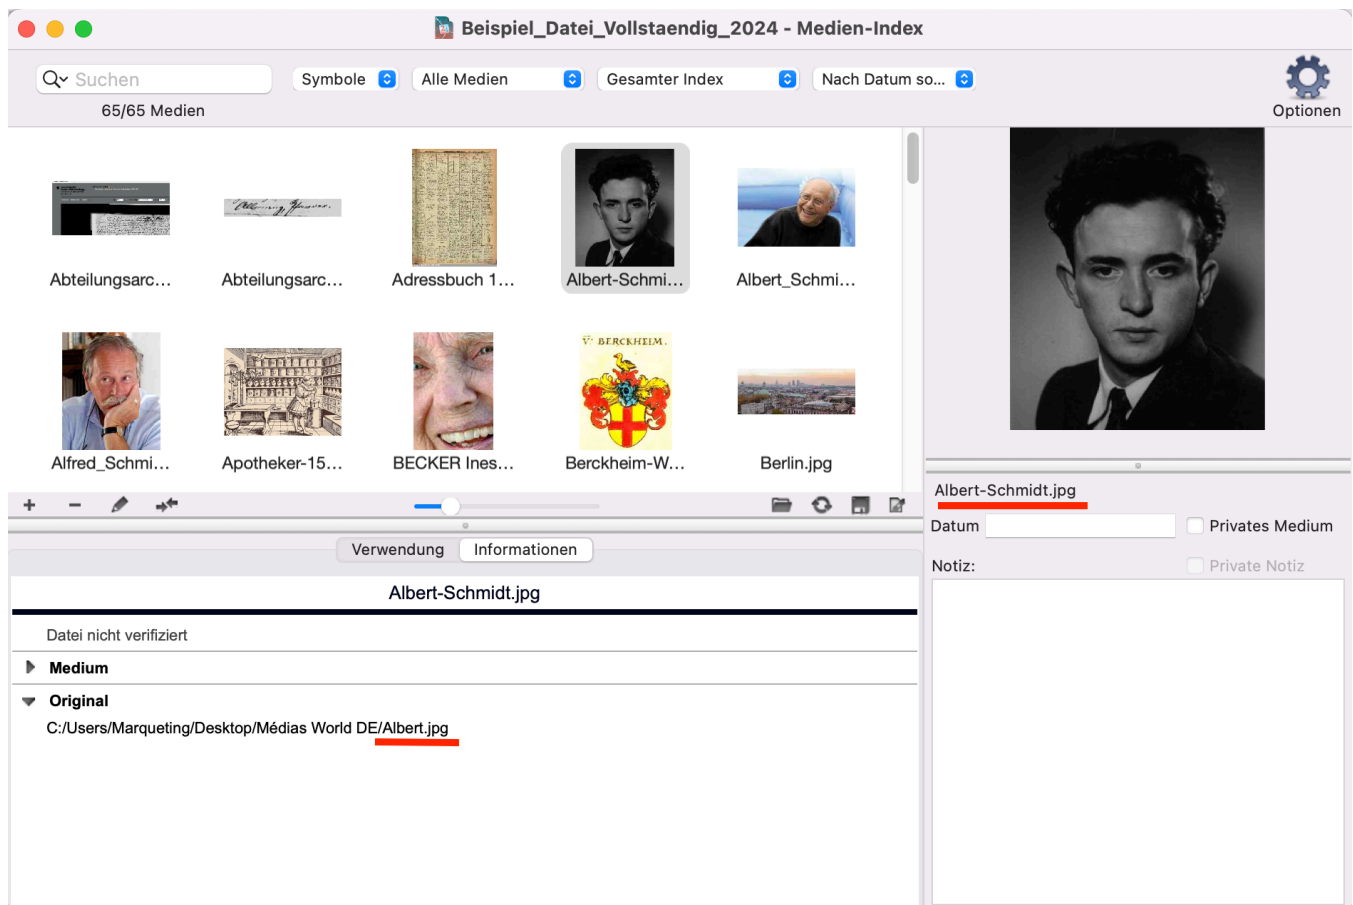 Beispiel_Datei_Vollstaendig_2024 - Medien-Index
Suchen
Symbole
Alle Medien
Gesamter Index
Nach Datum so...
65/65 Medien
Optionen
Abteilungsarc...
Abteilungsarc...
Adressbuch 1...
Albert-Schmi...
Albert_Schmi...
V: BERCKHEIM.
Alfred_Schmi...
Apotheker-15...
BECKER Ines...
Berckheim-W...
Berlin.jpg
Verwendung
Informationen
Albert-Schmidt.jpg
Datei nicht verifiziert
Medium
Original
C:/Users/Marqueting/Desktop/Médias World DE/Albert.jpg
Albert-Schmidt.jpg
Datum
Privates Medium
Notiz:
Private Notiz